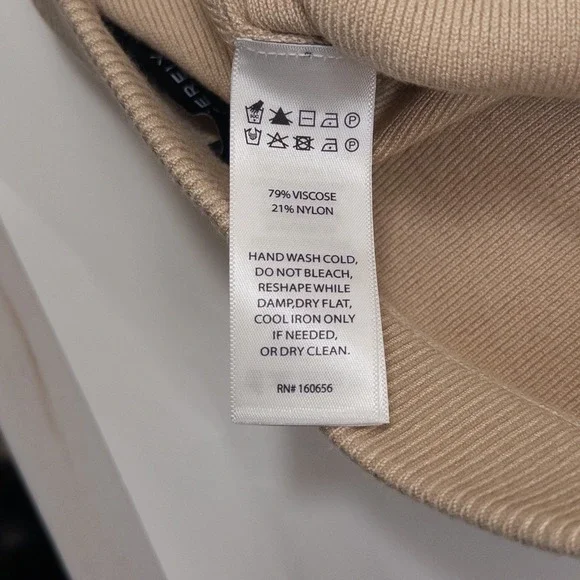 79% VISCOSE
21% NYLON
HAND WASH COLD,
DO NOT BLEACH,
RESHAPE WHILE
DAMP,DRY FLAT,
COOL IRON ONLY
IF NEEDED,
OR DRY CLEAN.
RN# 160656